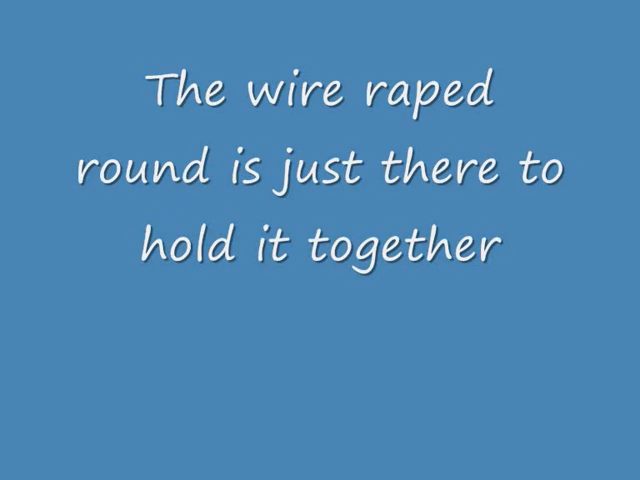 The wire raped
round is just there to
hold it together